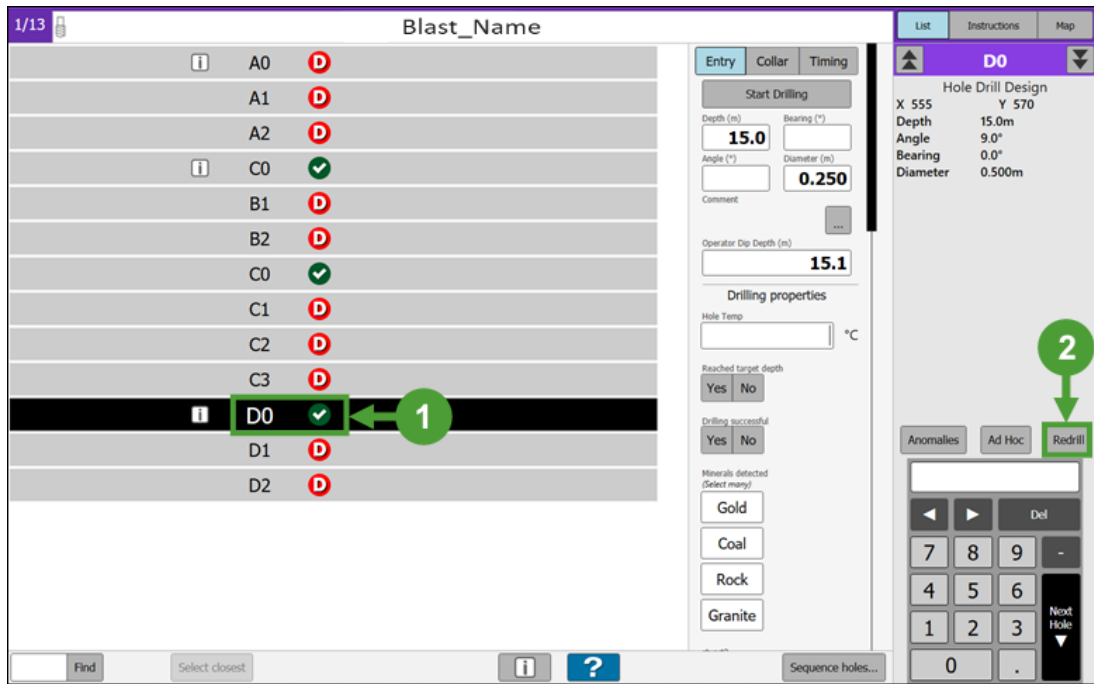 1/13
Blast_Name
List Instructions Map
i A0 D
A1 D
A2 D
i C0
B1 D
B2 D
C0
C1 D
C2 D
C3 D
i D0
D1 D
D2 D
1
Entry Collar Timing
Start Drilling
Depth (m) Bearing (°)
15.0
Angle (°) Diameter (m)
0.250
Comment
...
Operator Dip Depth (m)
15.1
Drilling properties
Hole Temp
°C
Reached target depth
Yes No
Drilling successful
Yes No
Minerals detected
(Select many)
Gold
Coal
Rock
Granite
D0
Hole Drill Design
X 555 Y 570
Depth 15.0m
Angle 9.0°
Bearing 0.0°
Diameter 0.500m
2
Anomalies Ad Hoc Redrill
Del
7 8 9 -
4 5 6
1 2 3
0 .
Next
Hole
Find Select closest i ? Sequence holes...